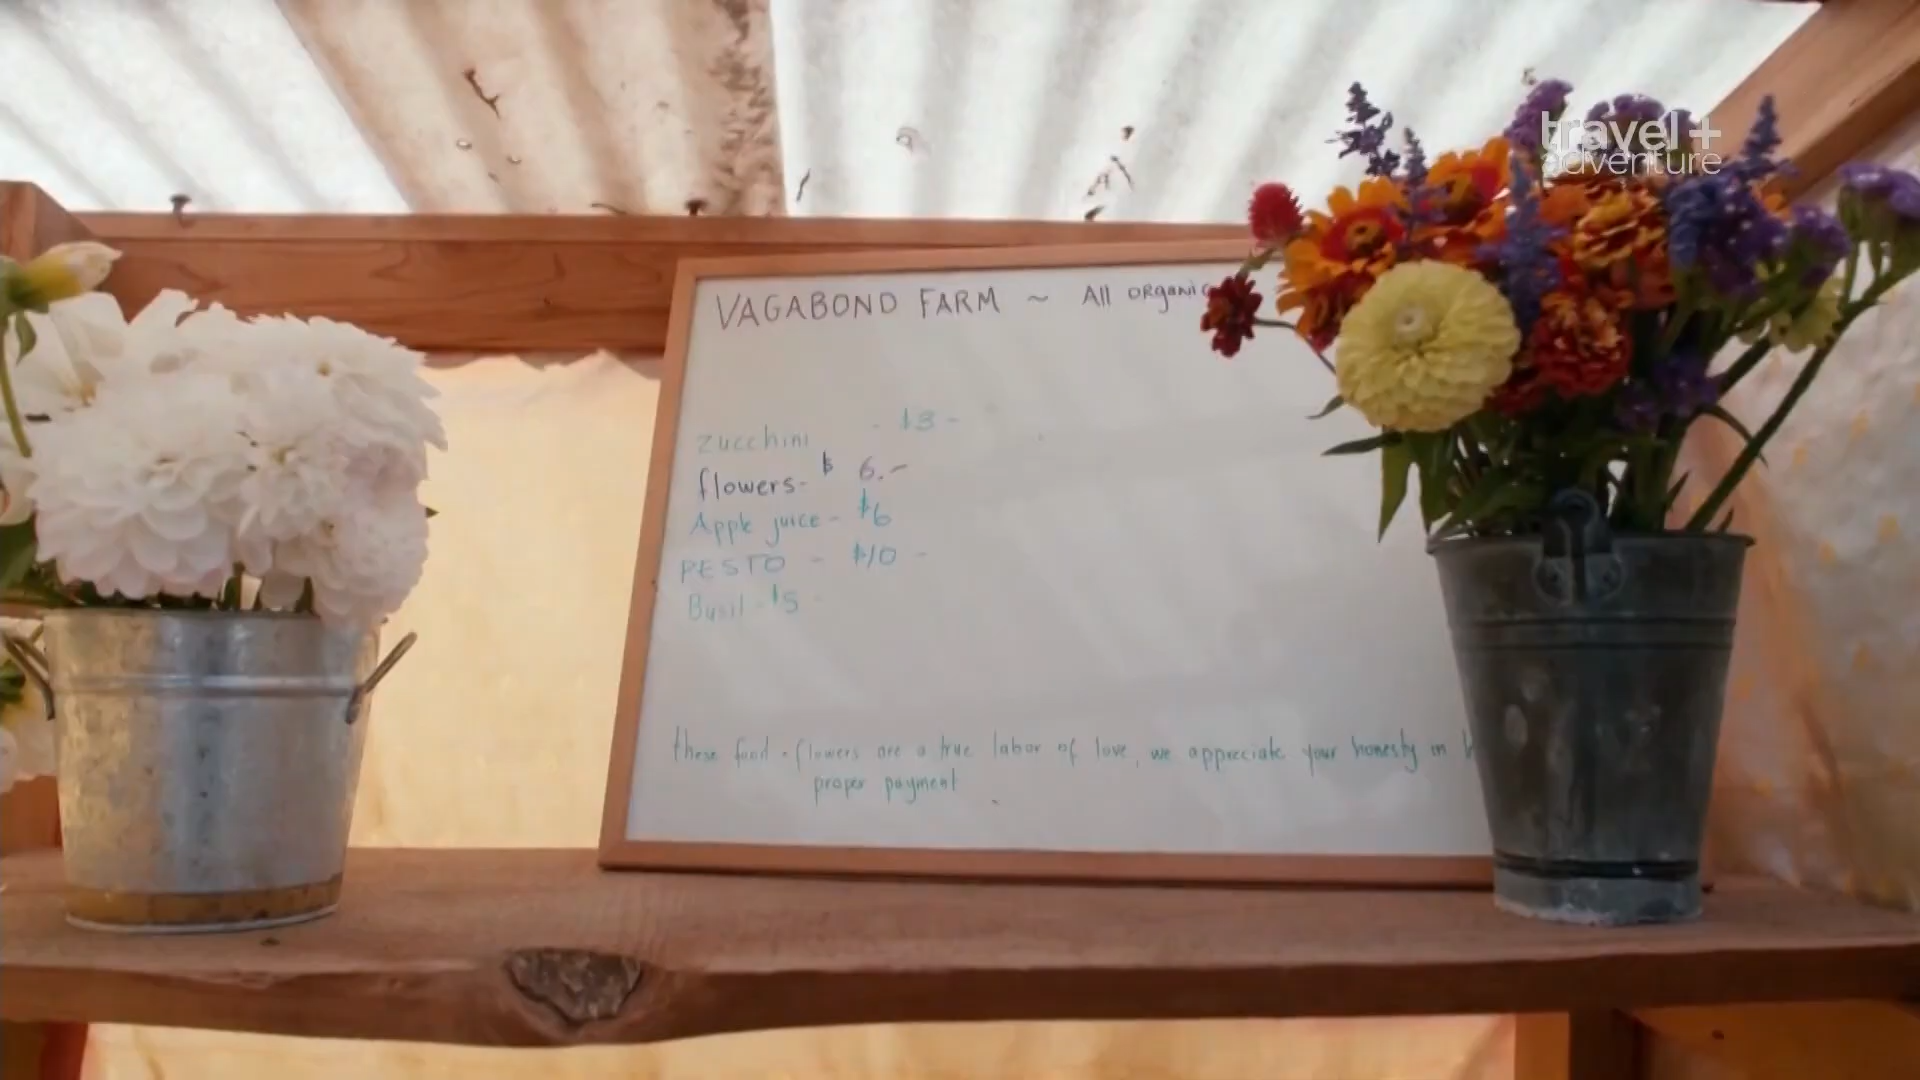 travel+
adventure
VAGABOND FARM ~ All organic
zucchini - $3 -
flowers- $ 6.-
Apple juice - $6
PESTO - $10 -
Basil - $5 -
these food + flowers are a true labor of love, we appreciate your honesty in
proper payment